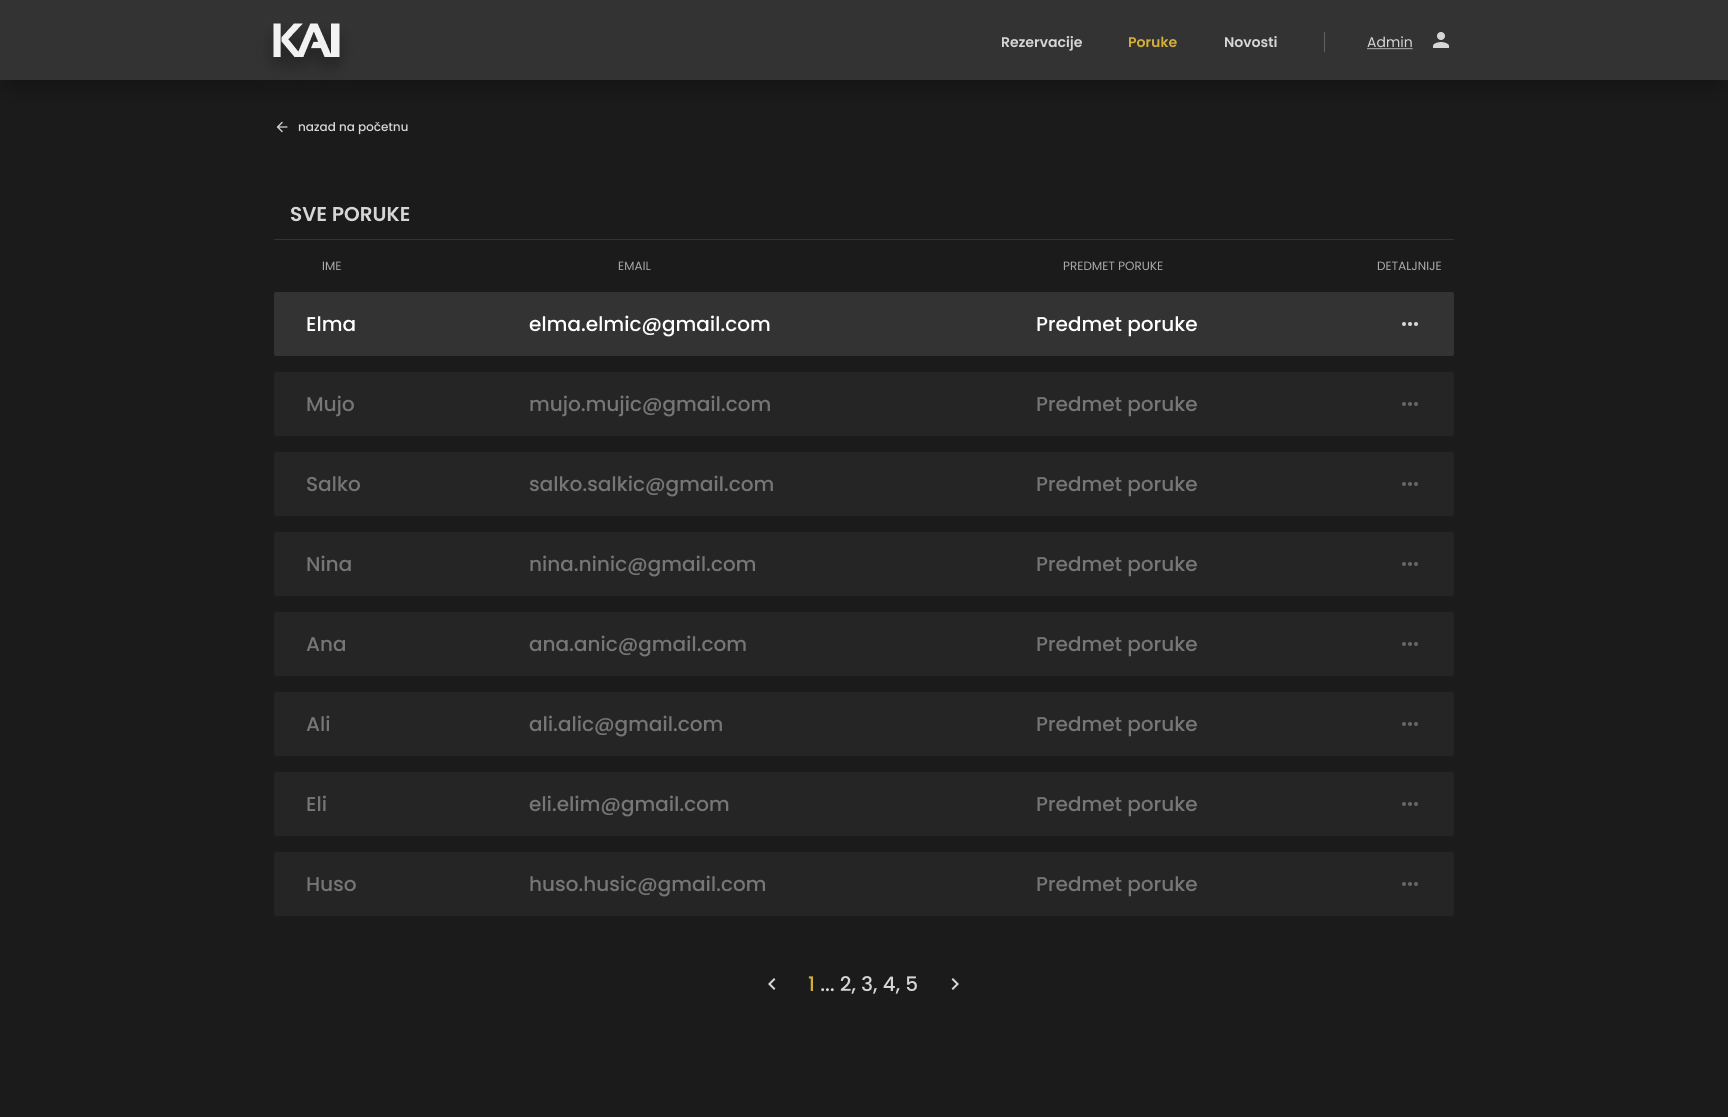 KAI
Rezervacije Poruke Novosti Admin
nazad na početnu
SVE PORUKE
IME EMAIL PREDMET PORUKE DETALJNIJE
Elma elma.elmic@gmail.com Predmet poruke
Mujo mujo.mujic@gmail.com Predmet poruke
Salko salko.salkic@gmail.com Predmet poruke
Nina nina.ninic@gmail.com Predmet poruke
Ana ana.anic@gmail.com Predmet poruke
Ali ali.alic@gmail.com Predmet poruke
Eli eli.elim@gmail.com Predmet poruke
Huso huso.husic@gmail.com Predmet poruke
1 ... 2, 3, 4, 5